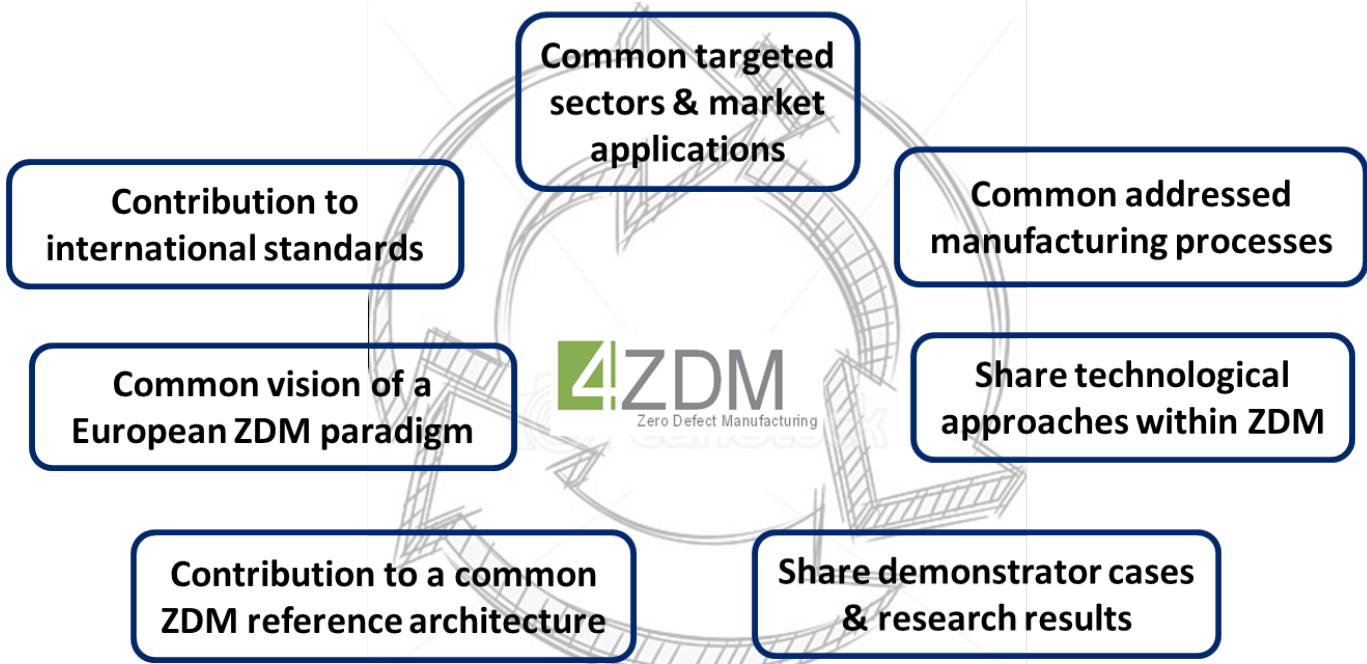 Common targeted
sectors & market
applications
Contribution to
international standards
Common addressed
manufacturing processes
Common vision of a
European ZDM paradigm
4ZDM
Zero Defect Manufacturing
Share technological
approaches within ZDM
Contribution to a common
ZDM reference architecture
Share demonstrator cases
& research results